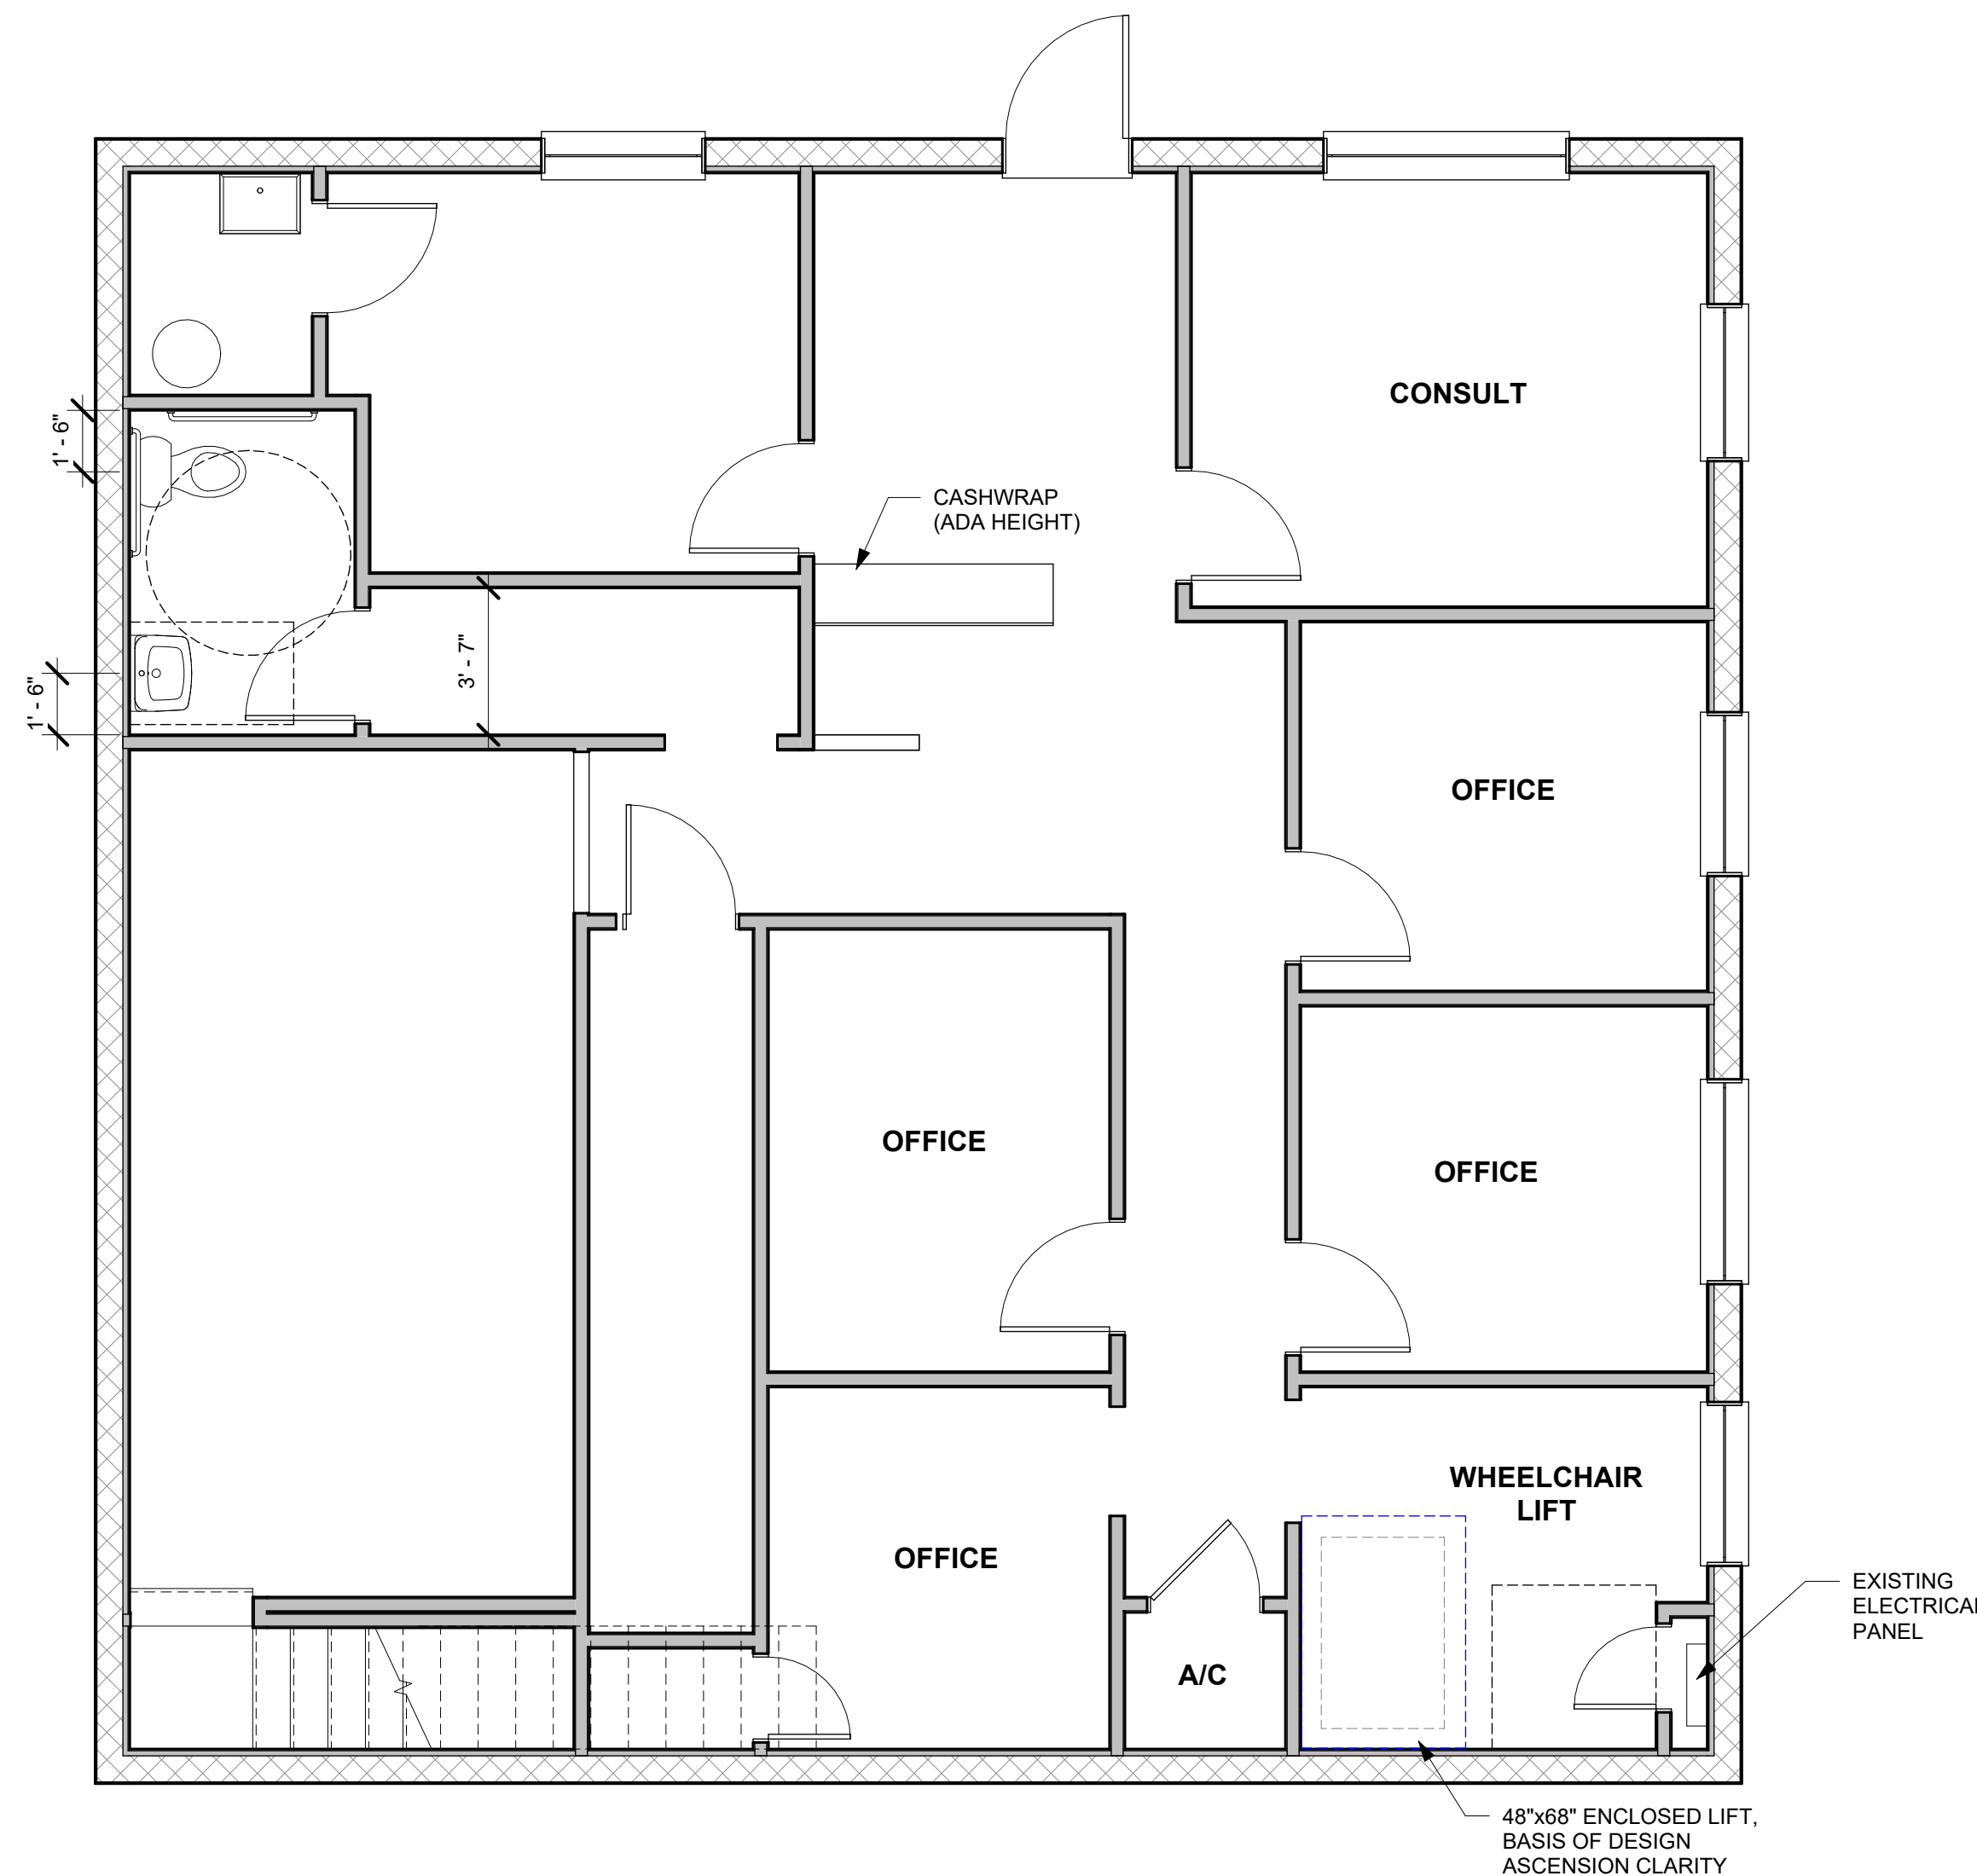 CONSULT
1' - 6"
CASHWRAP
(ADA HEIGHT)
3' - 7"
1' - 6"
OFFICE
OFFICE
OFFICE
WHEELCHAIR
LIFT
OFFICE
EXISTING
ELECTRICAL
PANEL
A/C
48"x68" ENCLOSED LIFT,
BASIS OF DESIGN
ASCENSION CLARITY